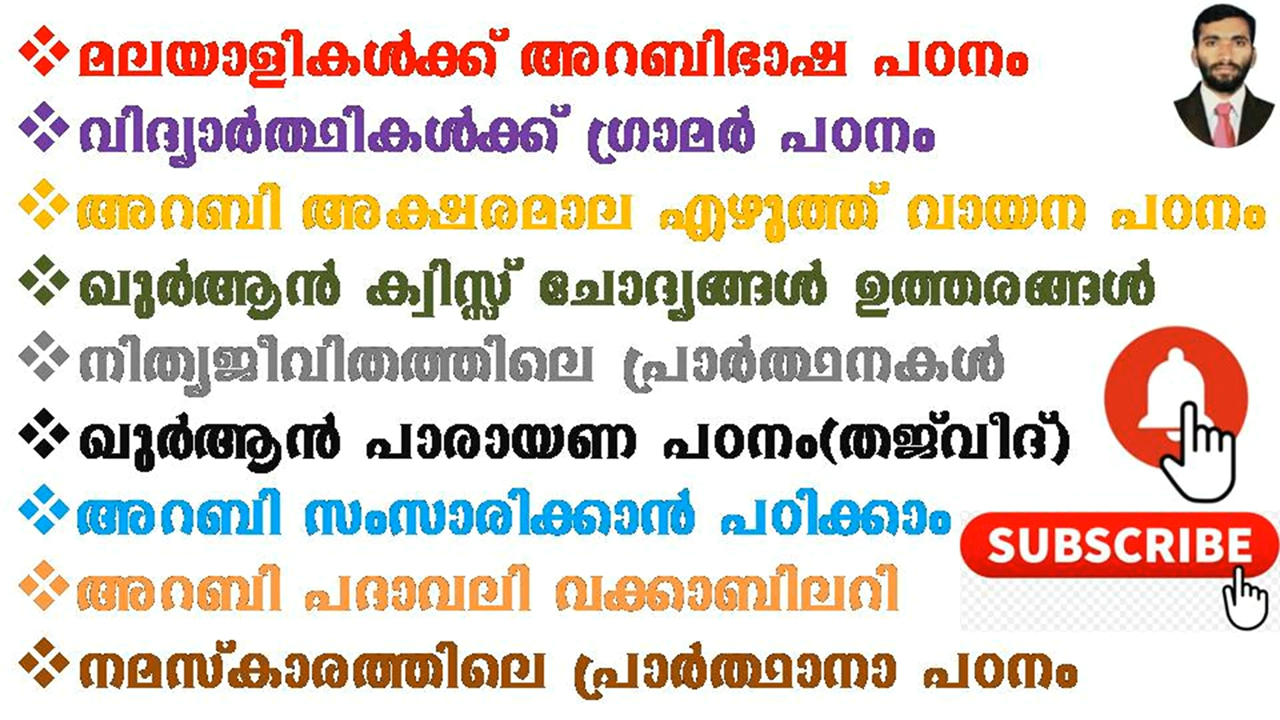 ❖മലയാളികൾക്ക് അറബിഭാഷ പഠനം
❖വിദ്യാർത്ഥികൾക്ക് ഗ്രാമർ പഠനം
❖അറബി അക്ഷരമാല എഴുത്ത് വായന പഠനം
❖ഖുർആൻ ക്വിസ്സ് ചോദ്യങ്ങൾ ഉത്തരങ്ങൾ
❖നിത്യജീവിതത്തിലെ പ്രാർത്ഥനകൾ
❖ഖുർആൻ പാരായണ പഠനം(തജ്‌വീദ്)
❖അറബി സംസാരിക്കാൻ പഠിക്കാം
SUBSCRIBE
❖അറബി പദാവലി വക്കാബിലറി
❖നമസ്കാരത്തിലെ പ്രാർത്ഥാനാ പഠനം